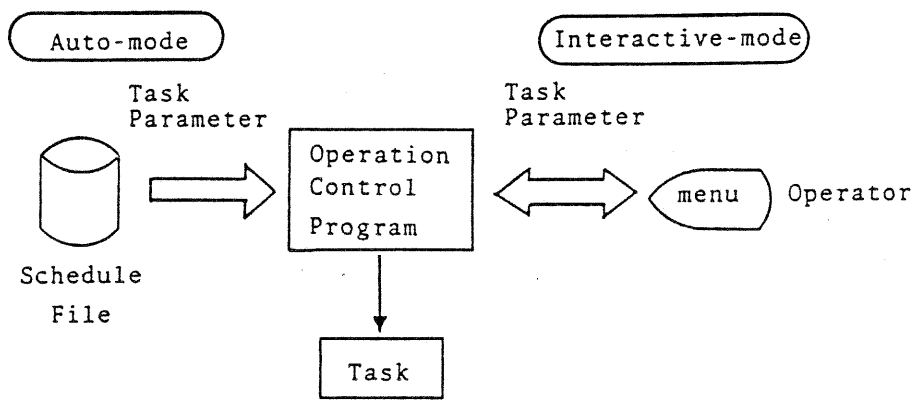 Auto-mode
Interactive-mode
Task
Parameter
Task
Parameter
Operation
Control
Program
menu
Operator
Schedule
File
Task